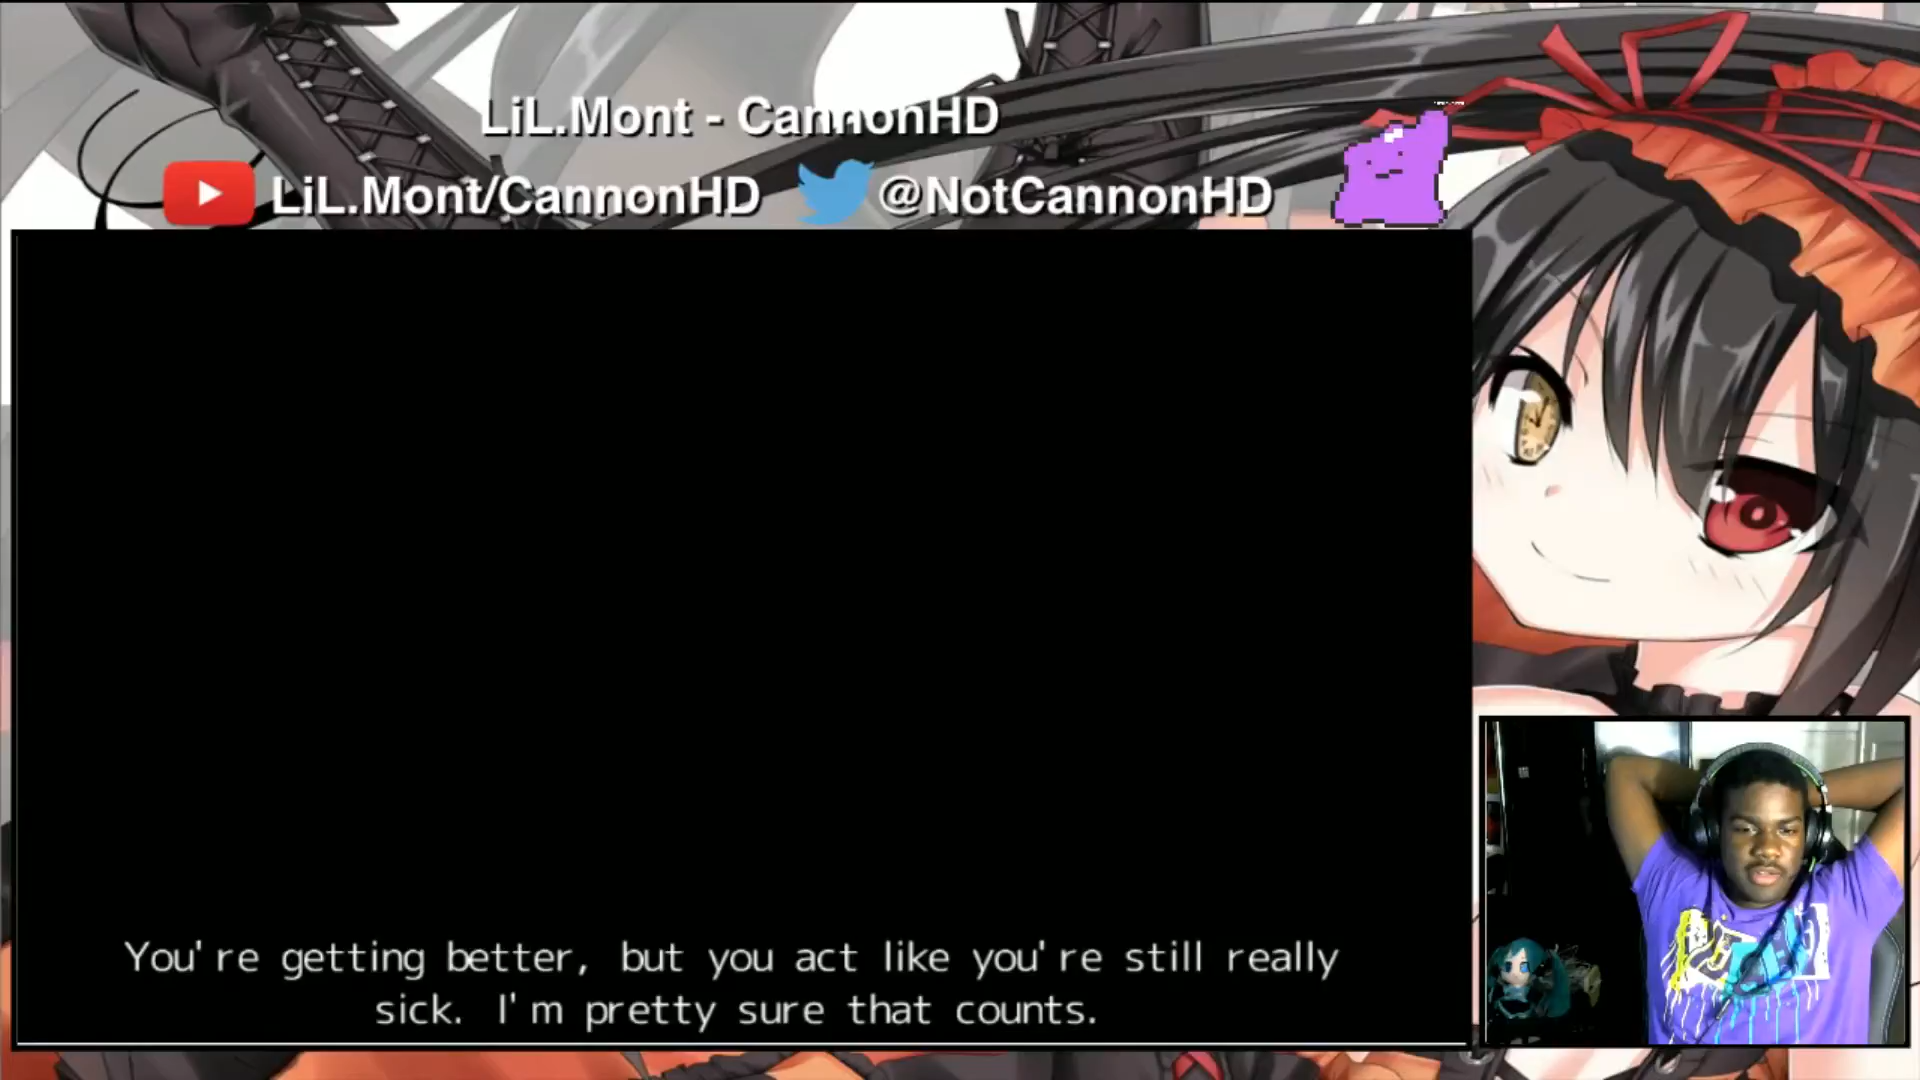 LiL.Mont - CannonHD
LiL.Mont/CannonHD @NotCannonHD
You're getting better, but you act like you're still really
sick. I'm pretty sure that counts.